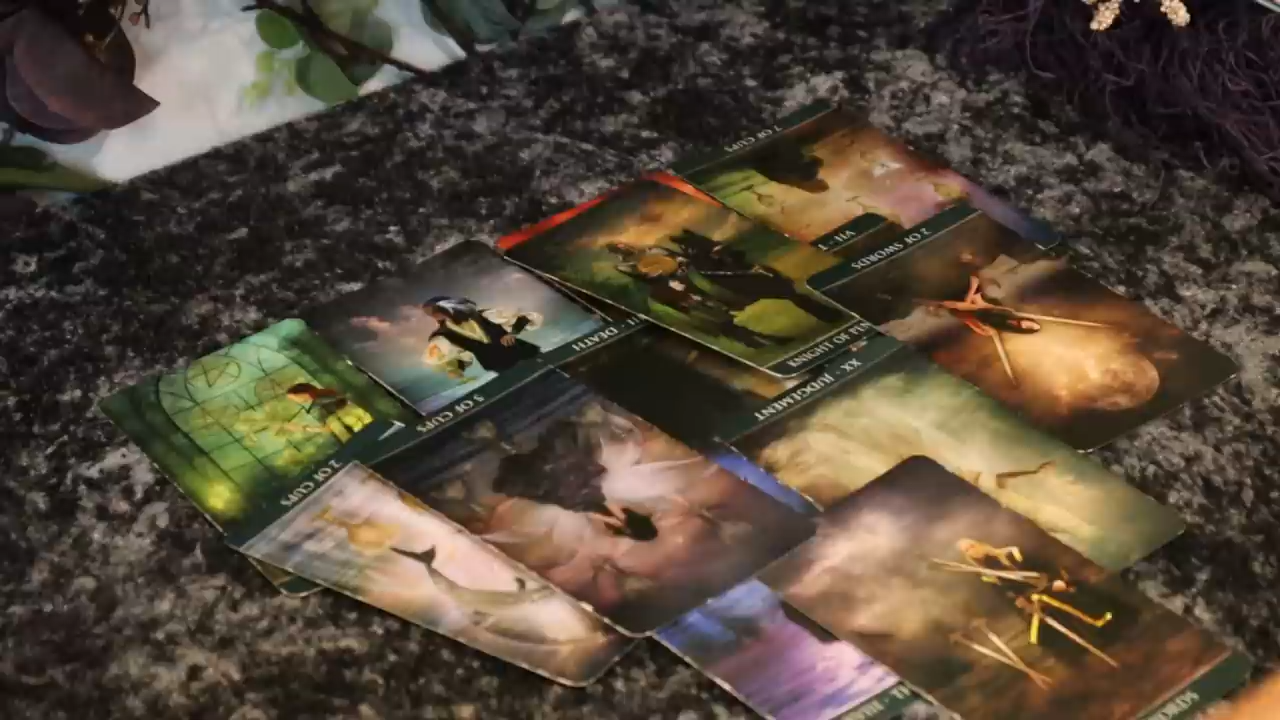 7 OF CUPS
VII · T
2 OF SWORDS
II · DEATH
KNIGHT OF PEN
XX · JUDGEMENT
5 OF CUPS
2 OF CUPS